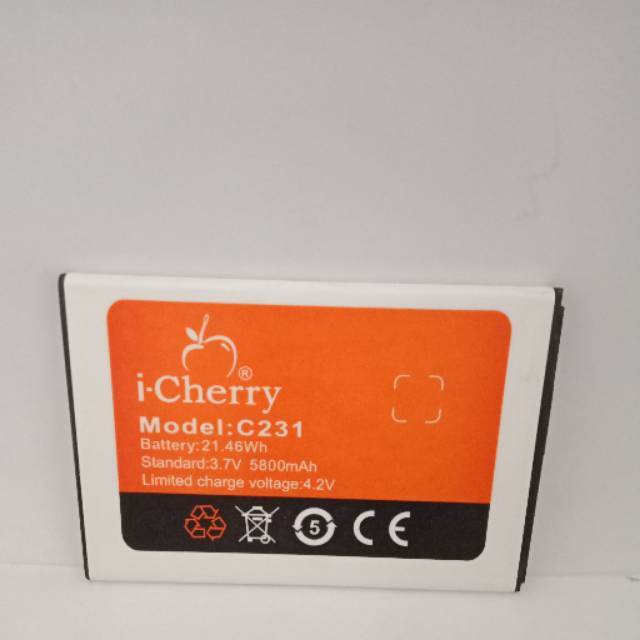 i-Cherry®
Model:C231
Battery:21.46Wh
Standard:3.7V 5800mAh
Limited charge voltage:4.2V
5 CE